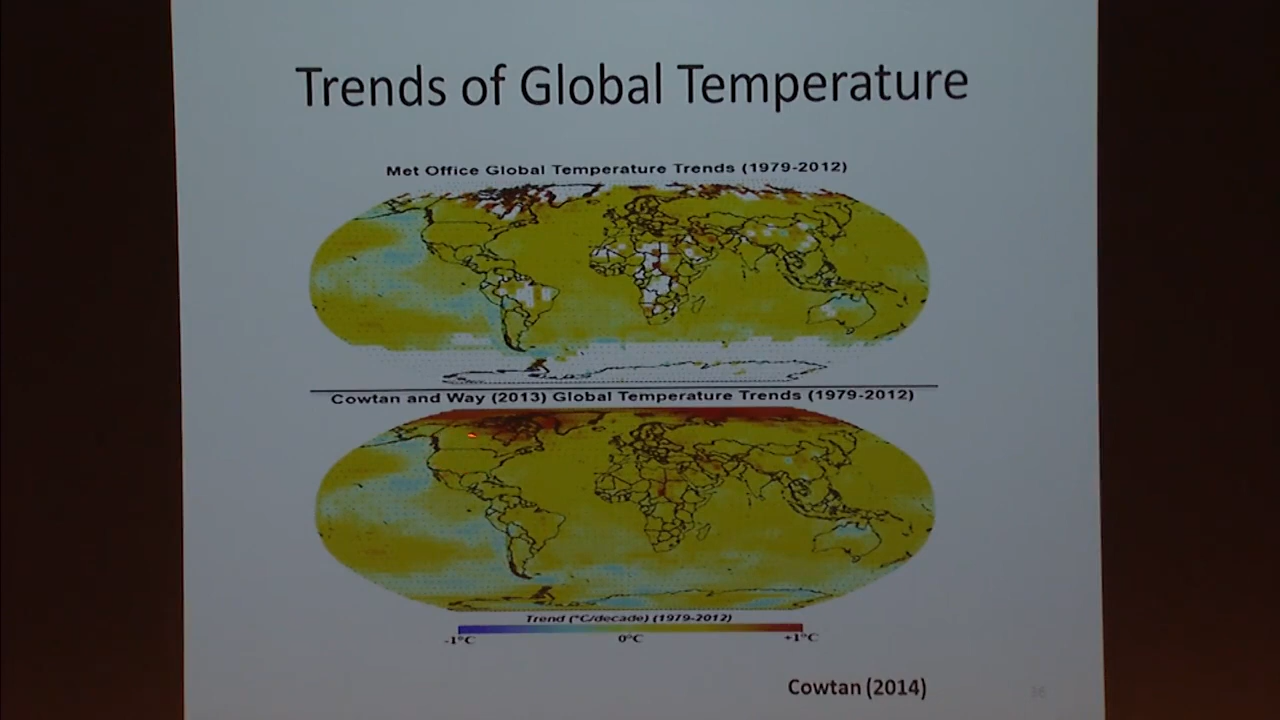 Trends of Global Temperature
Met Office Global Temperature Trends (1979-2012)
Cowtan and Way (2013) Global Temperature Trends (1979-2012)
Trend (°C/decade) (1979-2012)
-1°C 0°C +1°C
Cowtan (2014)
36